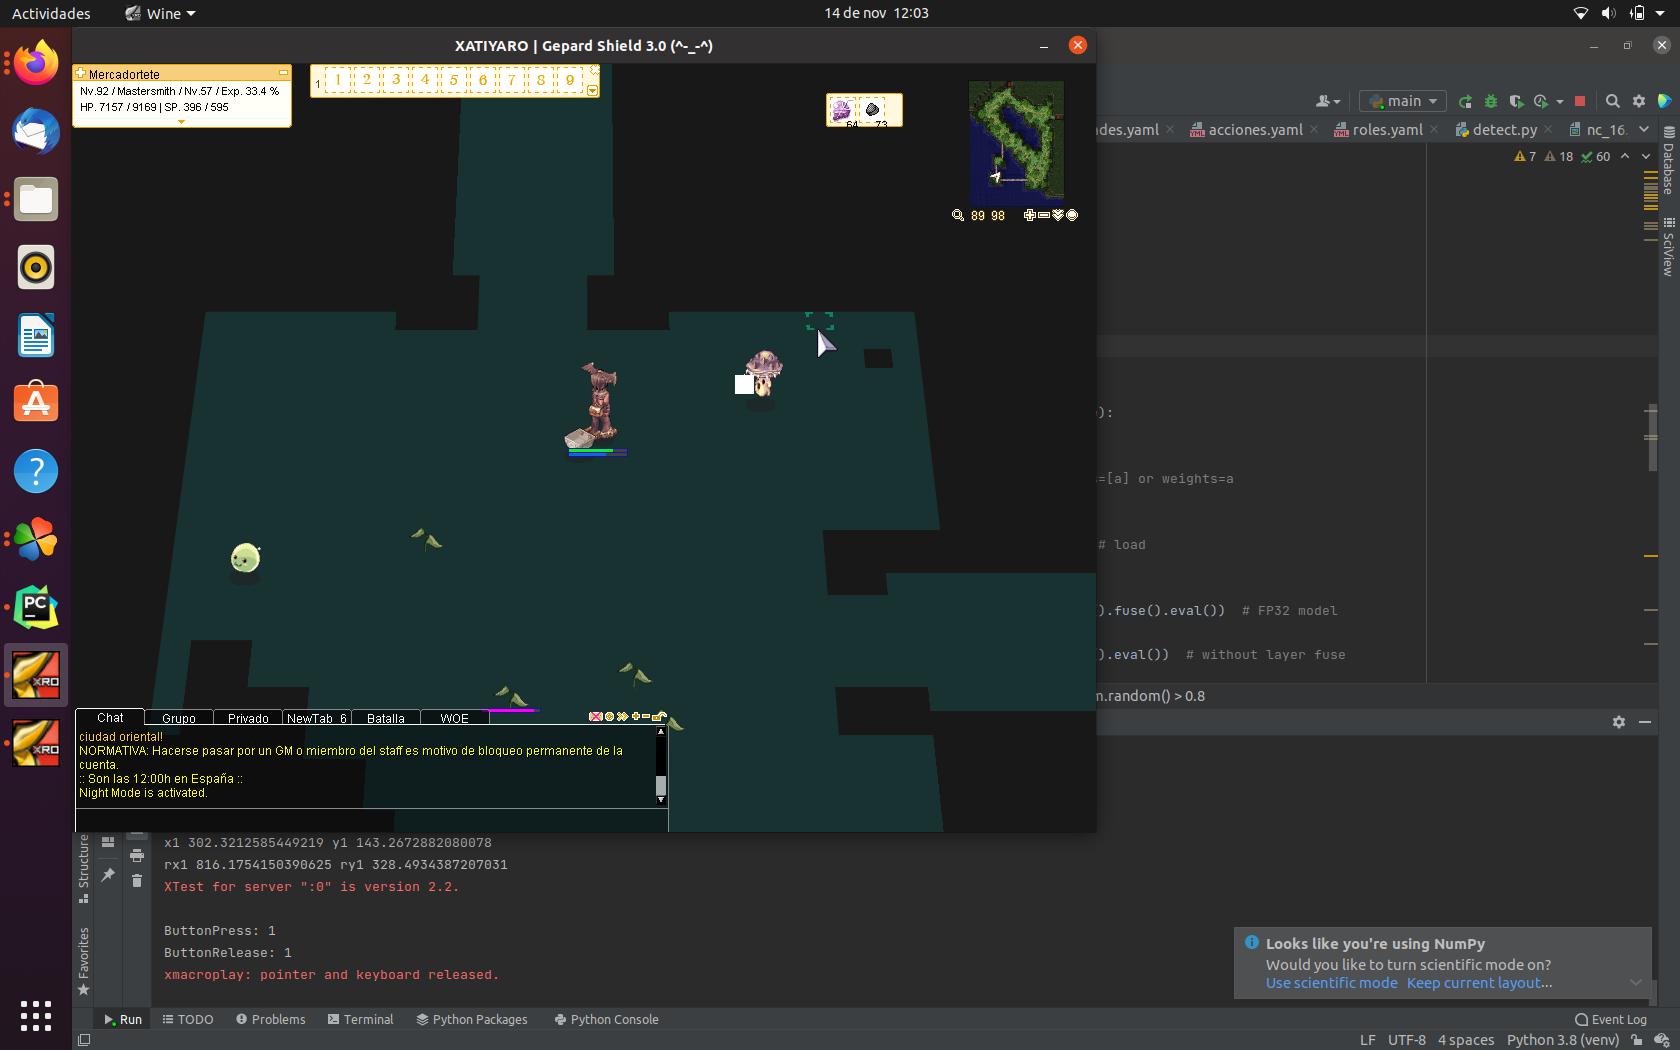 Actividades
Wine
14 de nov 12:03
XATIYARO | Gepard Shield 3.0 (^-_-^)
Mercadortete
Nv.92 / Mastersmith / Nv.57 / Exp. 33.4 %
HP. 7157 / 9169 | SP. 396 / 595
1 1 2 3 4 5 6 7 8 9
64 73
89 98
main
des.yaml acciones.yaml roles.yaml detect.py nc_16.
7 18 60
Database
SciView
):
=[a] or weights=a
# load
).fuse().eval()) # FP32 model
).eval()) # without layer fuse
m.random() > 0.8
Chat Grupo Privado NewTab_6 Batalla WOE
ciudad oriental!
NORMATIVA: Hacerse pasar por un GM o miembro del staff es motivo de bloqueo permanente de la
cuenta.
:: Son las 12:00h en España ::
Night Mode is activated.
XRO
XRO
PC
Structure
Favorites
x1 302.3212585449219 y1 143.2672882080078
rx1 816.1754150390625 ry1 328.4934387207031
XTest for server ":0" is version 2.2.
ButtonPress: 1
ButtonRelease: 1
xmacroplay: pointer and keyboard released.
Looks like you're using NumPy
Would you like to turn scientific mode on?
Use scientific mode Keep current layout...
Run TODO Problems Terminal Python Packages Python Console
Event Log
LF UTF-8 4 spaces Python 3.8 (venv)